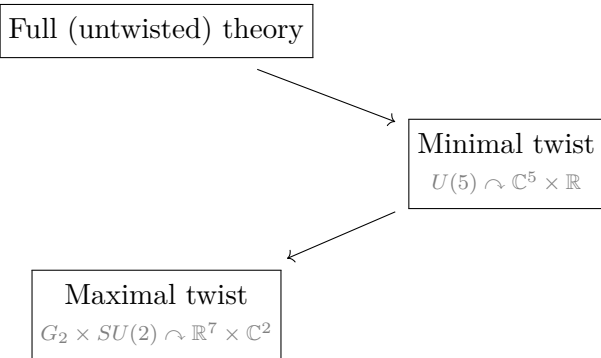 Full (untwisted) theory
Minimal twist
U(5) ↷ ℂ⁵ × ℝ
Maximal twist
G₂ × SU(2) ↷ ℝ⁷ × ℂ²